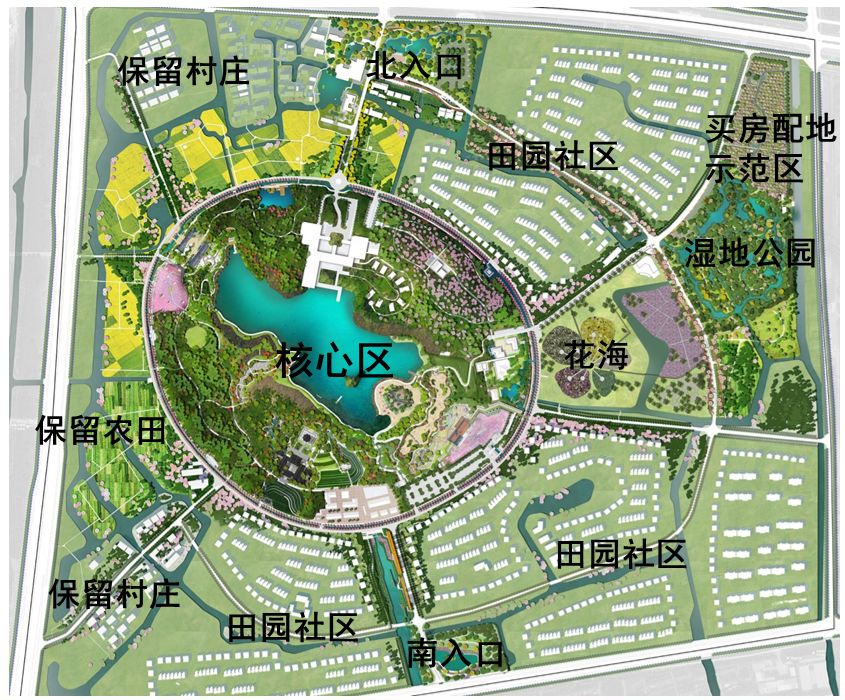 保留村庄
北入口
买房配地
示范区
田园社区
湿地公园
核心区
花海
保留农田
田园社区
保留村庄
田园社区
南入口